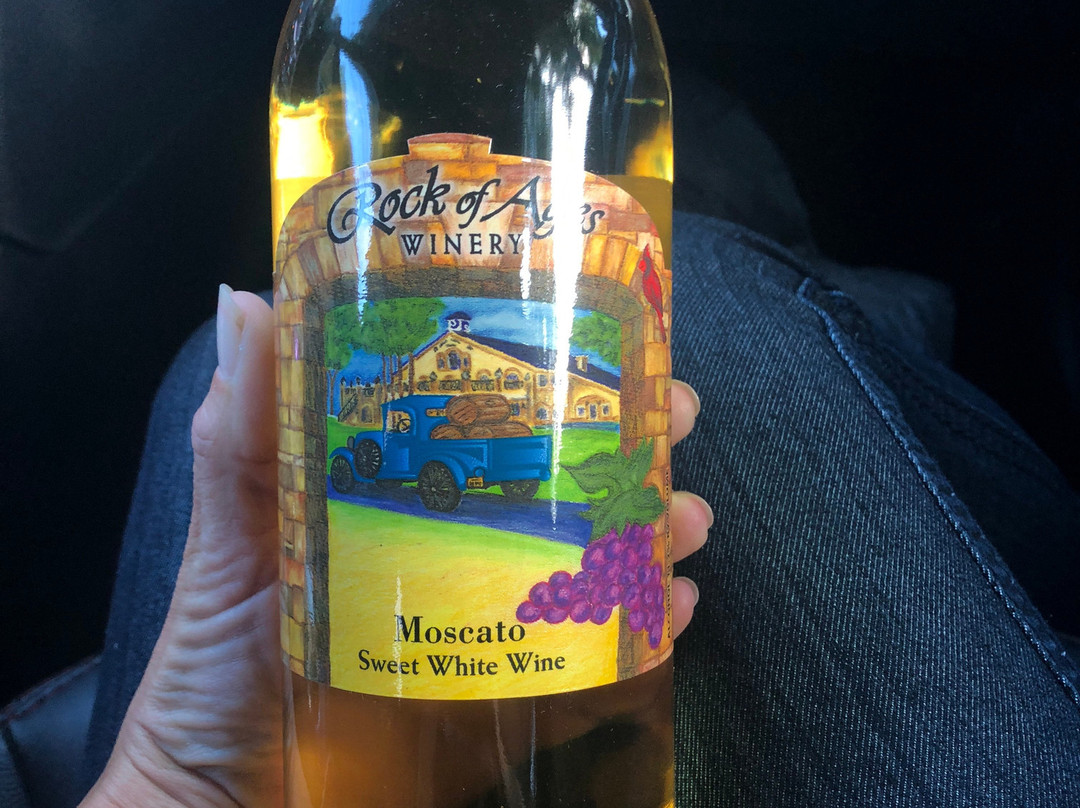 Rock of Ages
WINERY
Moscato
Sweet White Wine